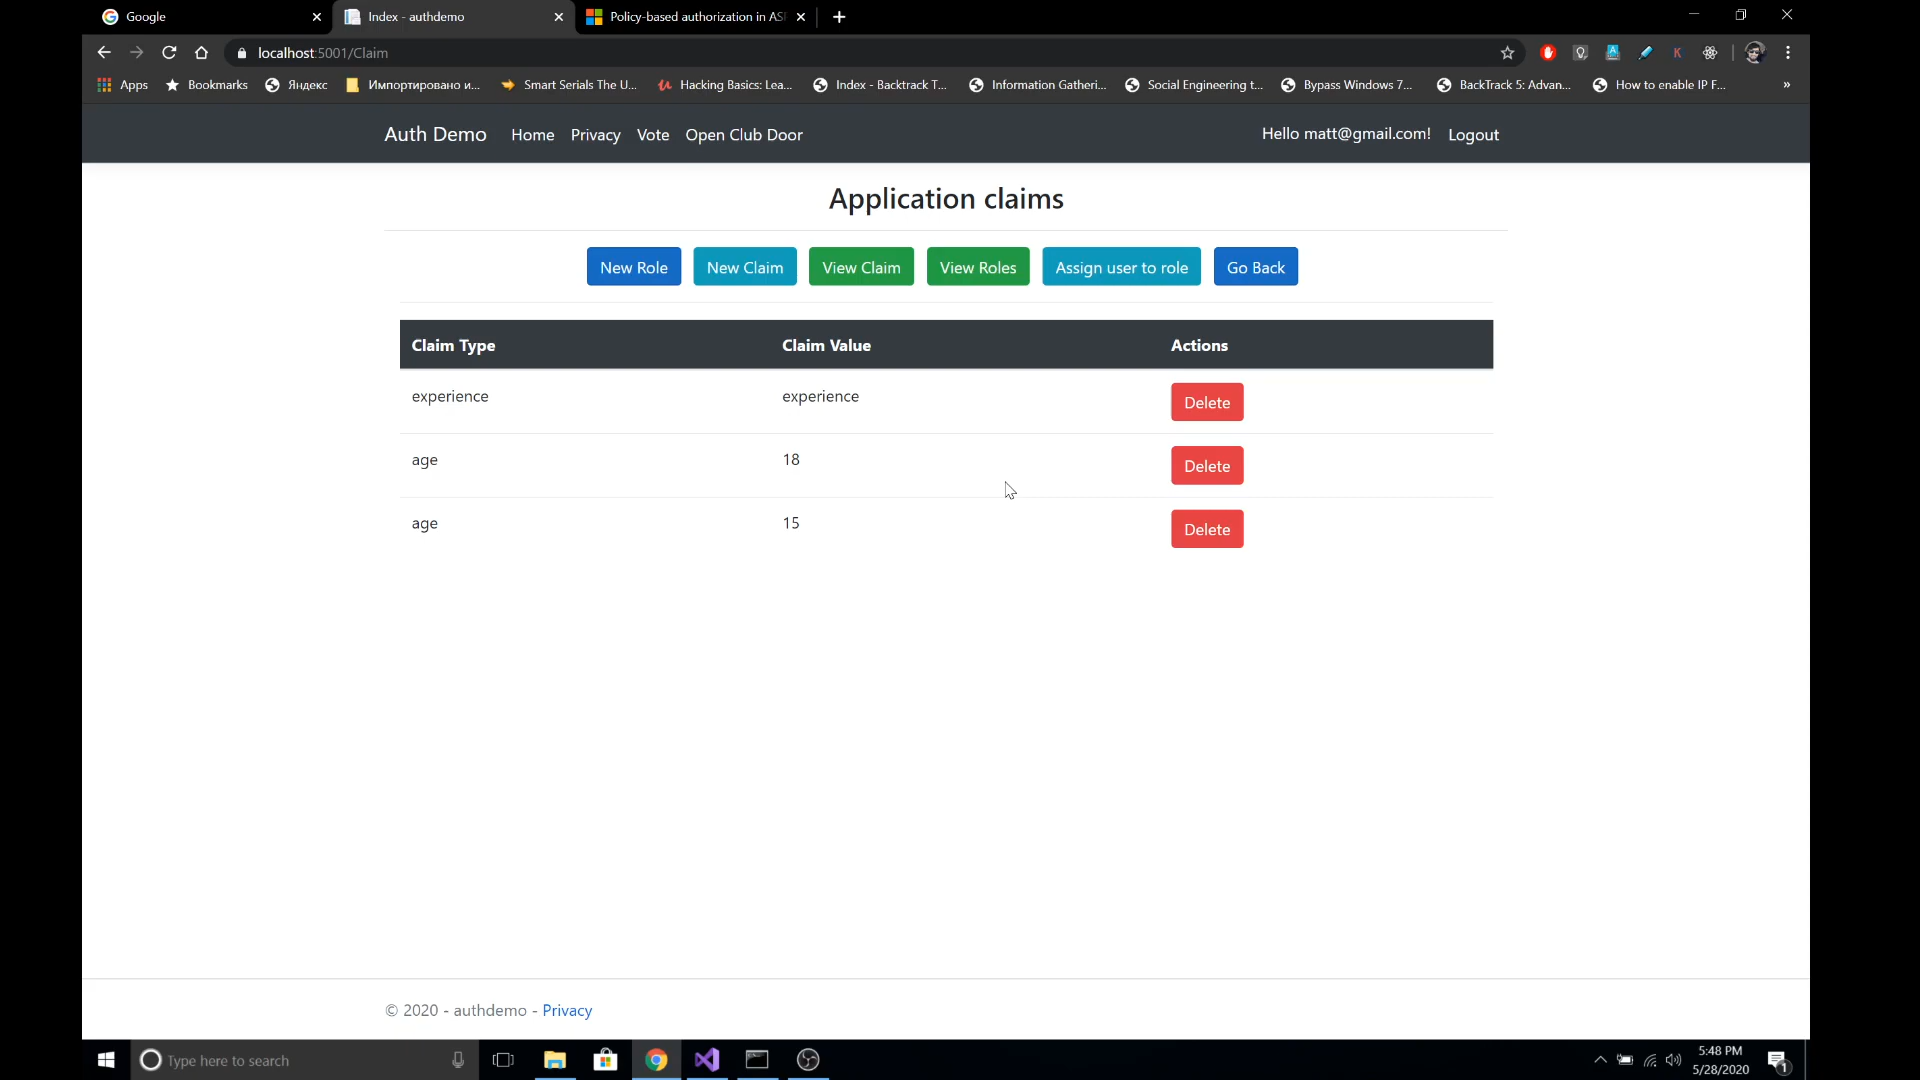 Google
Index - authdemo
Policy-based authorization in AS
localhost:5001/Claim
Apps
Bookmarks
Яндекс
Импортировано и...
Smart Serials The U...
Hacking Basics: Lea...
Index - Backtrack T...
Information Gatheri...
Social Engineering t...
Bypass Windows 7...
BackTrack 5: Advan...
How to enable IP F...
»
Auth Demo
Home
Privacy
Vote
Open Club Door
Hello matt@gmail.com!
Logout
Application claims
New Role
New Claim
View Claim
View Roles
Assign user to role
Go Back
Claim Type
Claim Value
Actions
experience
experience
Delete
age
18
Delete
age
15
Delete
© 2020 - authdemo - Privacy
Type here to search
5:48 PM
5/28/2020
1